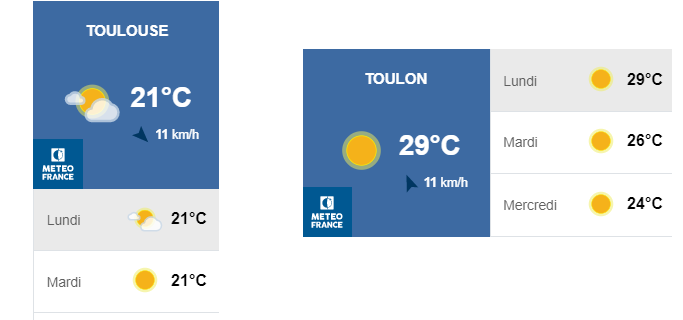 TOULOUSE
21°C
11 km/h
METEO
FRANCE
Lundi 21°C
Mardi 21°C
TOULON
29°C
11 km/h
METEO
FRANCE
Lundi 29°C
Mardi 26°C
Mercredi 24°C